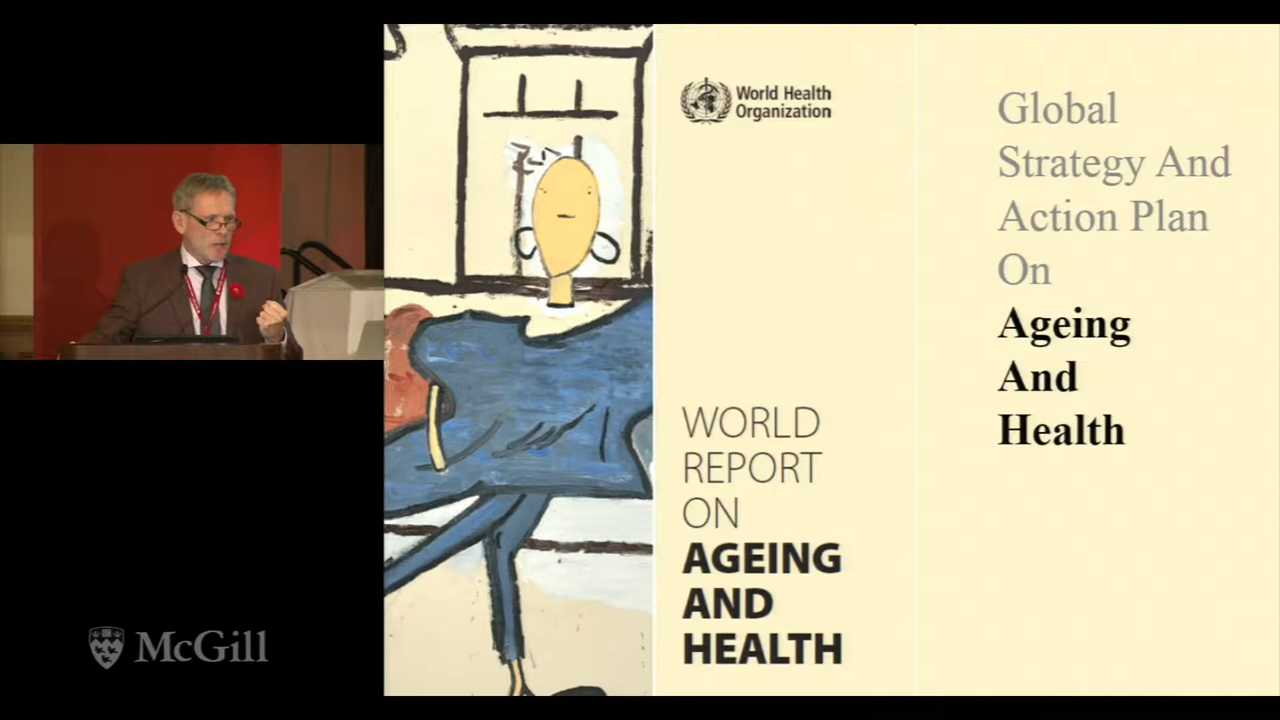 World Health
Organization
WORLD
REPORT
ON
AGEING
AND
HEALTH
Global
Strategy And
Action Plan
On
Ageing
And
Health
McGill